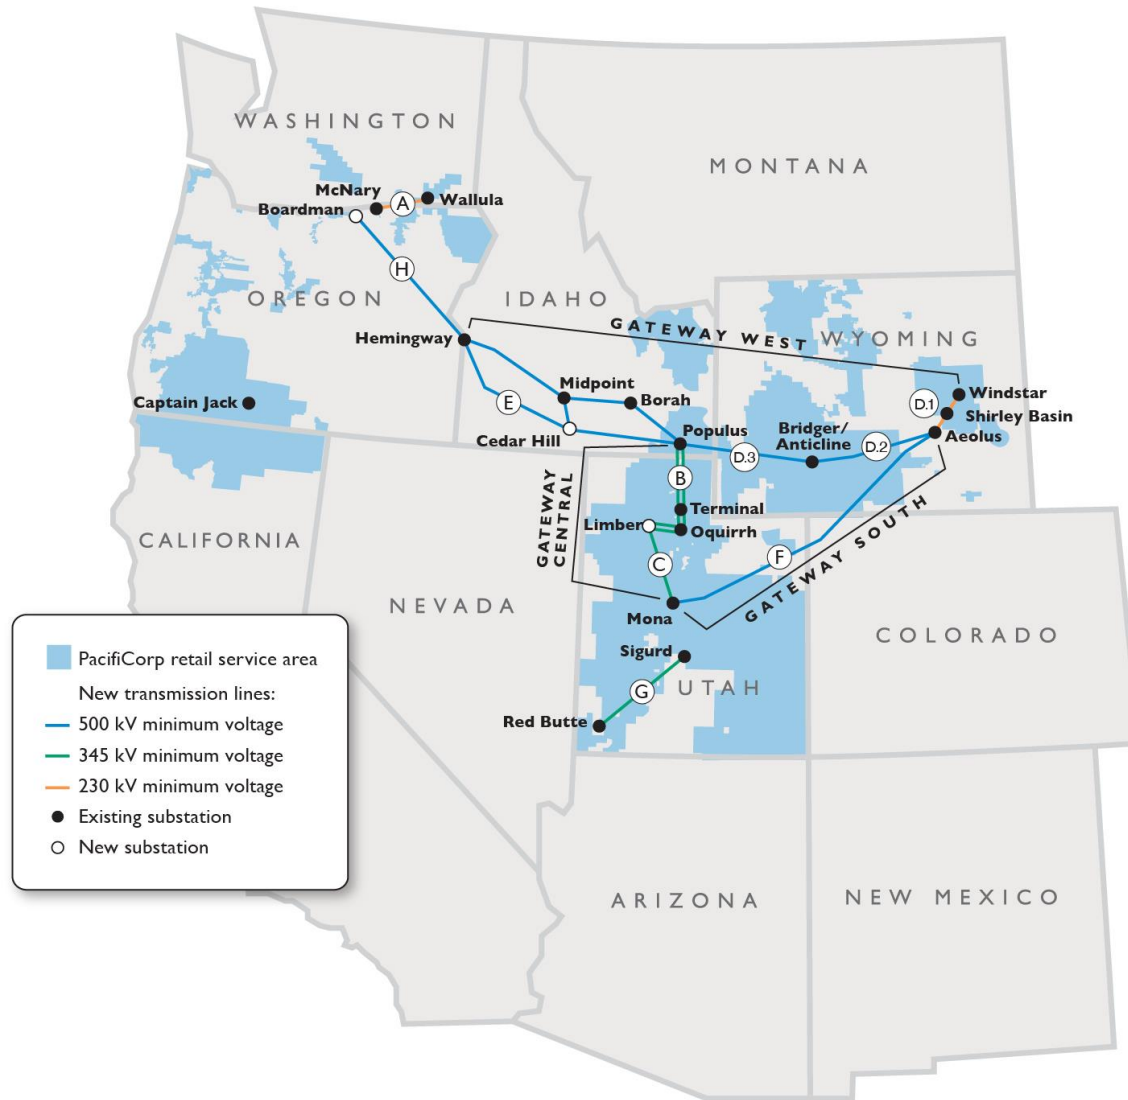 WASHINGTON
MONTANA
McNary
A
Wallula
Boardman
H
OREGON
IDAHO
GATEWAY WEST
WYOMING
Hemingway
Midpoint
Borah
E
Captain Jack
Cedar Hill
Populus
Bridger/
Anticline
D.1
Windstar
Shirley Basin
Aeolus
D.2
D.3
B
GATEWAY
CENTRAL
Terminal
Limber
Oquirrh
C
F
GATEWAY SOUTH
CALIFORNIA
NEVADA
Mona
COLORADO
Sigurd
G
UTAH
Red Butte
PacifiCorp retail service area
New transmission lines:
500 kV minimum voltage
345 kV minimum voltage
230 kV minimum voltage
Existing substation
New substation
ARIZONA
NEW MEXICO